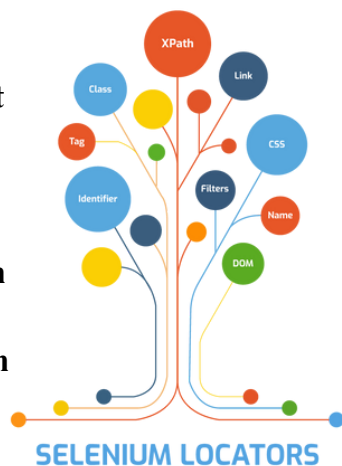 XPath
Link
Class
CSS
Tag
Filters
Identifier
Name
DOM
SELENIUM LOCATORS